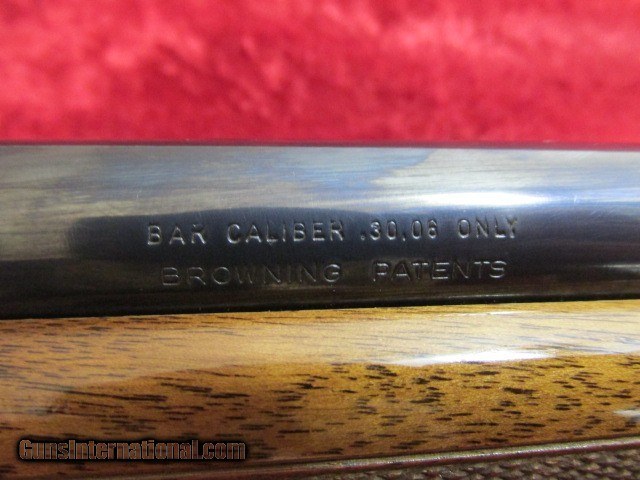 BAR CALIBER .30.06 ONLY
BROWNING PATENTS
GunsInternational.com